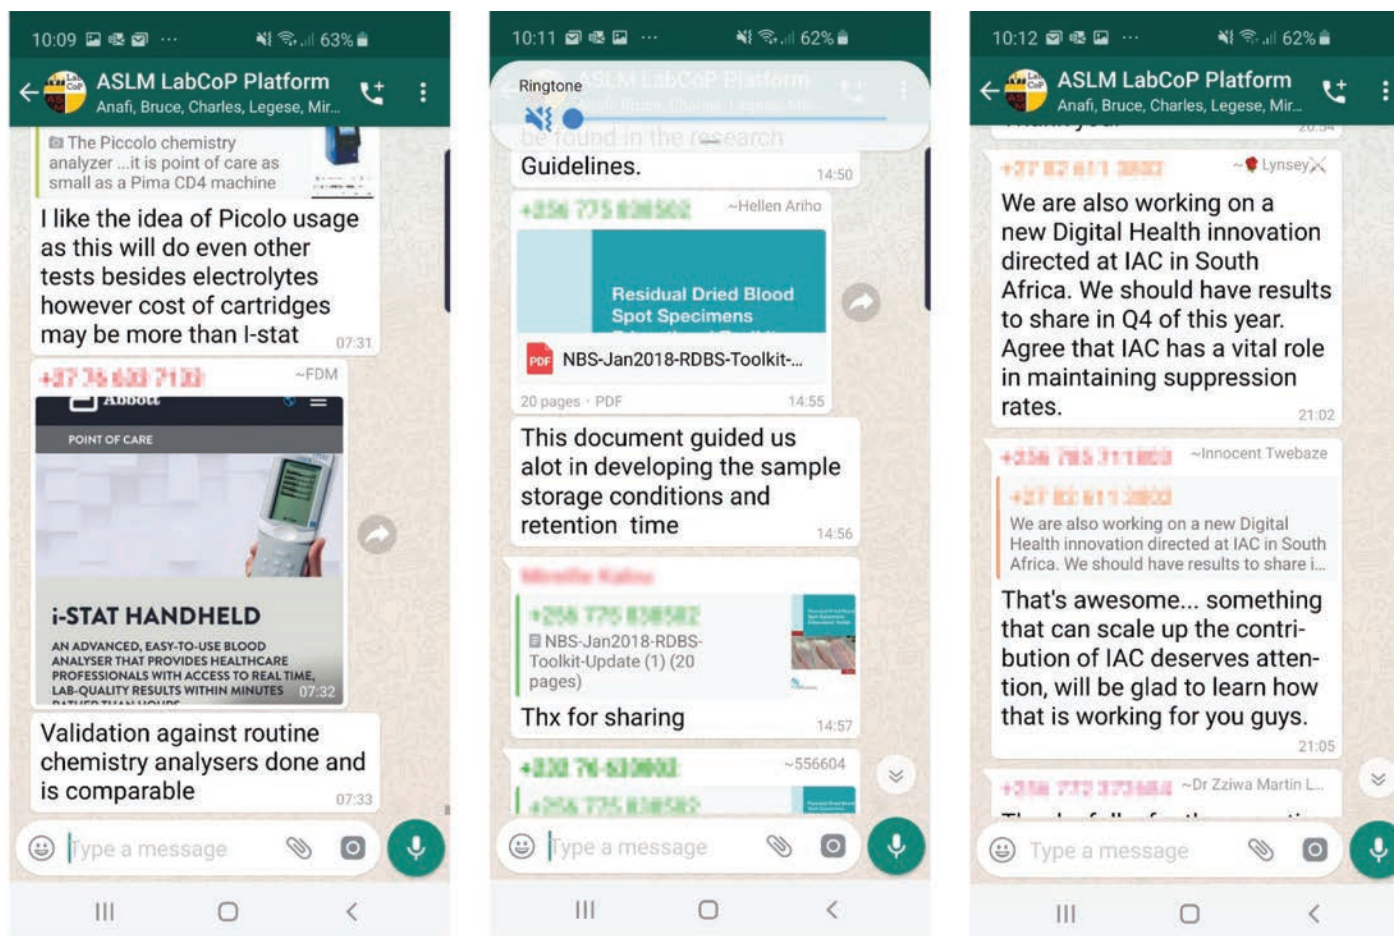 10:09 ... 63%
ASLM LabCoP Platform
Anafi, Bruce, Charles, Legese, Mir...
The Piccolo chemistry
analyzer ...it is point of care as
small as a Pima CD4 machine
I like the idea of Picolo usage
as this will do even other
tests besides electrolytes
however cost of cartridges
may be more than I-stat
07:31
~FDM
Abbott
POINT OF CARE
i-STAT HANDHELD
AN ADVANCED, EASY-TO-USE BLOOD
ANALYSER THAT PROVIDES HEALTHCARE
PROFESSIONALS WITH ACCESS TO REAL TIME,
LAB-QUALITY RESULTS WITHIN MINUTES
RATHER THAN HOURS
07:32
Validation against routine
chemistry analysers done and
is comparable
07:33
Type a message
10:11 ... 62%
Ringtone
ASLM LabCoP Platform
be found in the research
Guidelines.
14:50
~Hellen Ariho
Residual Dried Blood
Spot Specimens
PDF NBS-Jan2018-RDBS-Toolkit-...
20 pages · PDF 14:55
This document guided us
alot in developing the sample
storage conditions and
retention time
14:56
NBS-Jan2018-RDBS-
Toolkit-Update (1) (20
pages)
Thx for sharing
14:57
~556604
Type a message
10:12 ... 62%
ASLM LabCoP Platform
Anafi, Bruce, Charles, Legese, Mir...
20:54
~Lynsey
We are also working on a
new Digital Health innovation
directed at IAC in South
Africa. We should have results
to share in Q4 of this year.
Agree that IAC has a vital role
in maintaining suppression
rates.
21:02
~Innocent Twebaze
We are also working on a new Digital
Health innovation directed at IAC in South
Africa. We should have results to share i...
That's awesome... something
that can scale up the contri-
bution of IAC deserves atten-
tion, will be glad to learn how
that is working for you guys.
21:05
~Dr Zziwa Martin L...
Type a message